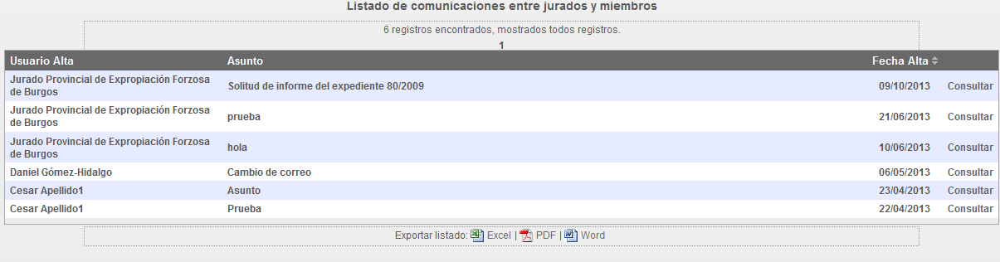 Listado de comunicaciones entre jurados y miembros
6 registros encontrados, mostrados todos registros.
1
Usuario Alta Asunto Fecha Alta
Jurado Provincial de Expropiación Forzosa
de Burgos
Solitud de informe del expediente 80/2009 09/10/2013 Consultar
Jurado Provincial de Expropiación Forzosa
de Burgos
prueba 21/06/2013 Consultar
Jurado Provincial de Expropiación Forzosa
de Burgos
hola 10/06/2013 Consultar
Daniel Gómez-Hidalgo Cambio de correo 06/05/2013 Consultar
Cesar Apellido1 Asunto 23/04/2013 Consultar
Cesar Apellido1 Prueba 22/04/2013 Consultar
Exportar listado: Excel | PDF | Word